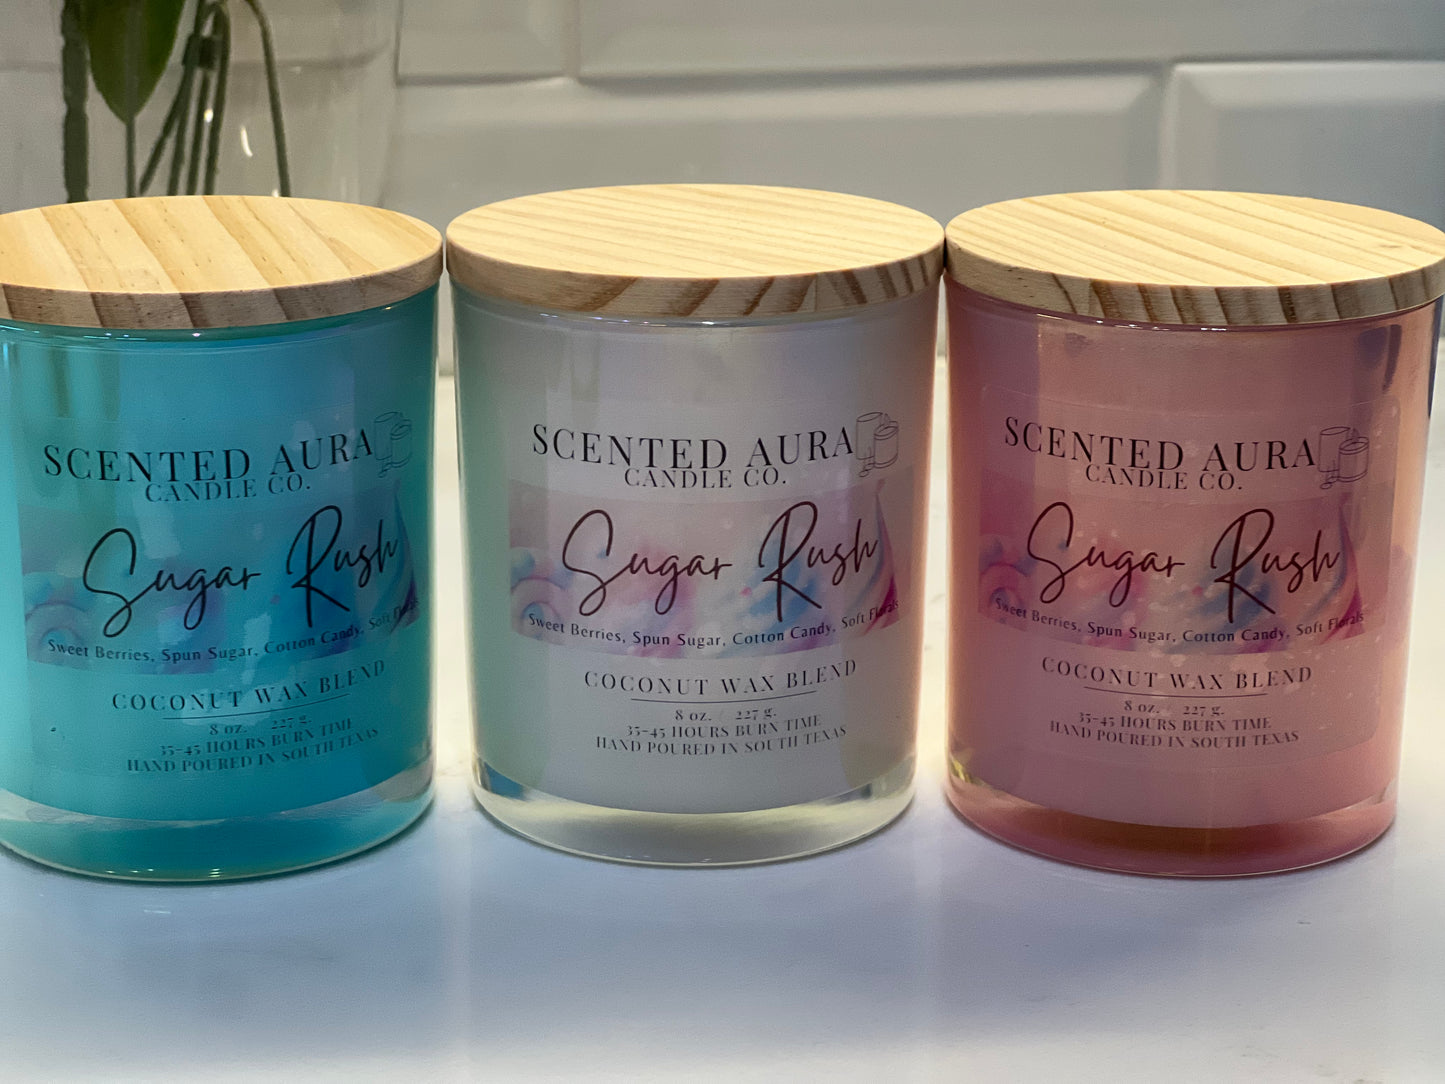 SCENTED AURA
CANDLE CO.
Sugar Rush
Sweet Berries, Spun Sugar, Cotton Candy, Soft Florals
COCONUT WAX BLEND
8 oz. 227 g.
35-45 HOURS BURN TIME
HAND POURED IN SOUTH TEXAS
SCENTED AURA
CANDLE CO.
Sugar Rush
Sweet Berries, Spun Sugar, Cotton Candy, Soft Florals
COCONUT WAX BLEND
8 oz. / 227 g.
35-45 HOURS BURN TIME
HAND POURED IN SOUTH TEXAS
SCENTED AURA
CANDLE CO.
Sugar Rush
Sweet Berries, Spun Sugar, Cotton Candy, Soft Florals
COCONUT WAX BLEND
8 oz. / 227 g.
35-45 HOURS BURN TIME
HAND POURED IN SOUTH TEXAS